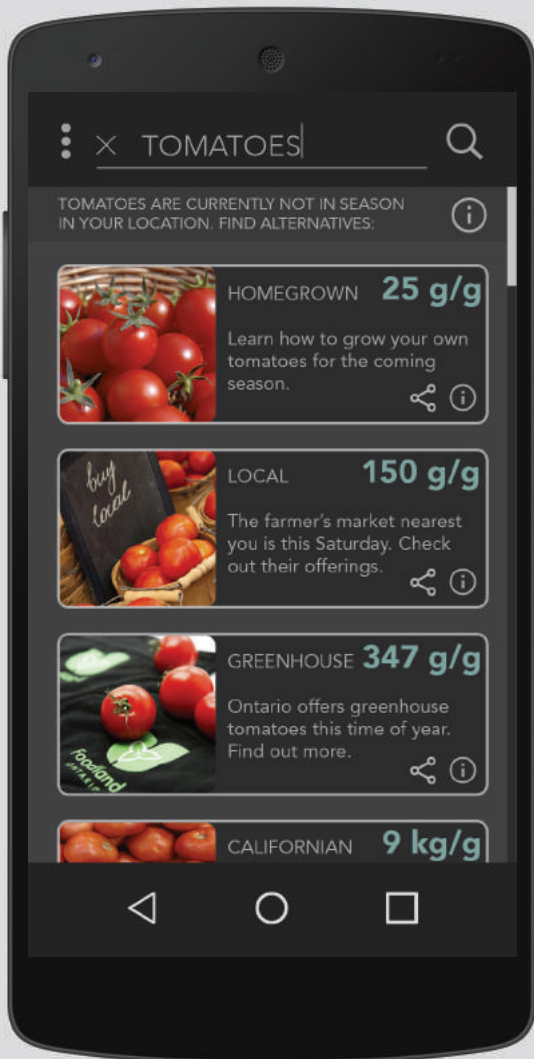 TOMATOES
TOMATOES ARE CURRENTLY NOT IN SEASON
IN YOUR LOCATION. FIND ALTERNATIVES:
HOMEGROWN 25 g/g
Learn how to grow your own
tomatoes for the coming
season.
buy
local
LOCAL 150 g/g
The farmer's market nearest
you is this Saturday. Check
out their offerings.
GREENHOUSE 347 g/g
Ontario offers greenhouse
tomatoes this time of year.
Find out more.
Foodland
ONTARIO
CALIFORNIAN 9 kg/g